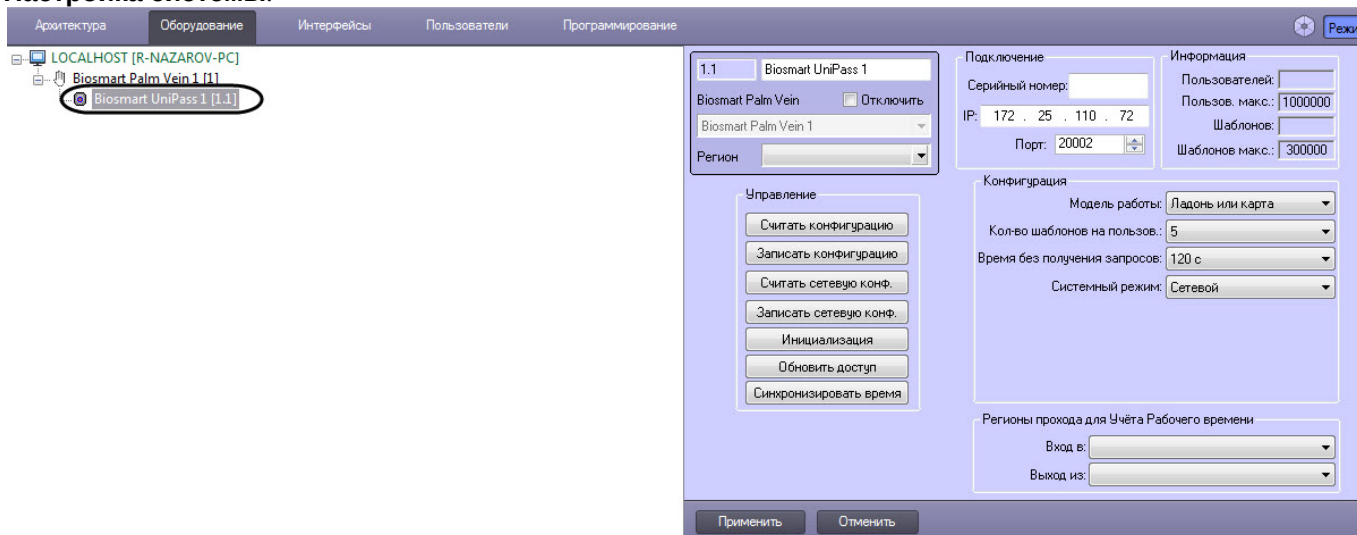 Архитектура Оборудование Интерфейсы Пользователи Программирование
LOCALHOST [R-NAZAROV-PC]
Biosmart Palm Vein 1 [1]
Biosmart UniPass 1 [1.1]
1.1 Biosmart UniPass 1
Biosmart Palm Vein Отключить
Biosmart Palm Vein 1
Регион
Управление
Считать конфигурацию
Записать конфигурацию
Считать сетевую конф.
Записать сетевую конф.
Инициализация
Обновить доступ
Синхронизировать время
Подключение
Серийный номер:
IP: 172 . 25 . 110 . 72
Порт: 20002
Информация
Пользователей:
Пользов. макс.: 1000000
Шаблонов:
Шаблонов макс.: 300000
Конфигурация
Модель работы: Ладонь или карта
Кол-во шаблонов на пользов.: 5
Время без получения запросов: 120 с
Системный режим: Сетевой
Регионы прохода для Учёта Рабочего времени
Вход в:
Выход из:
Применить Отменить